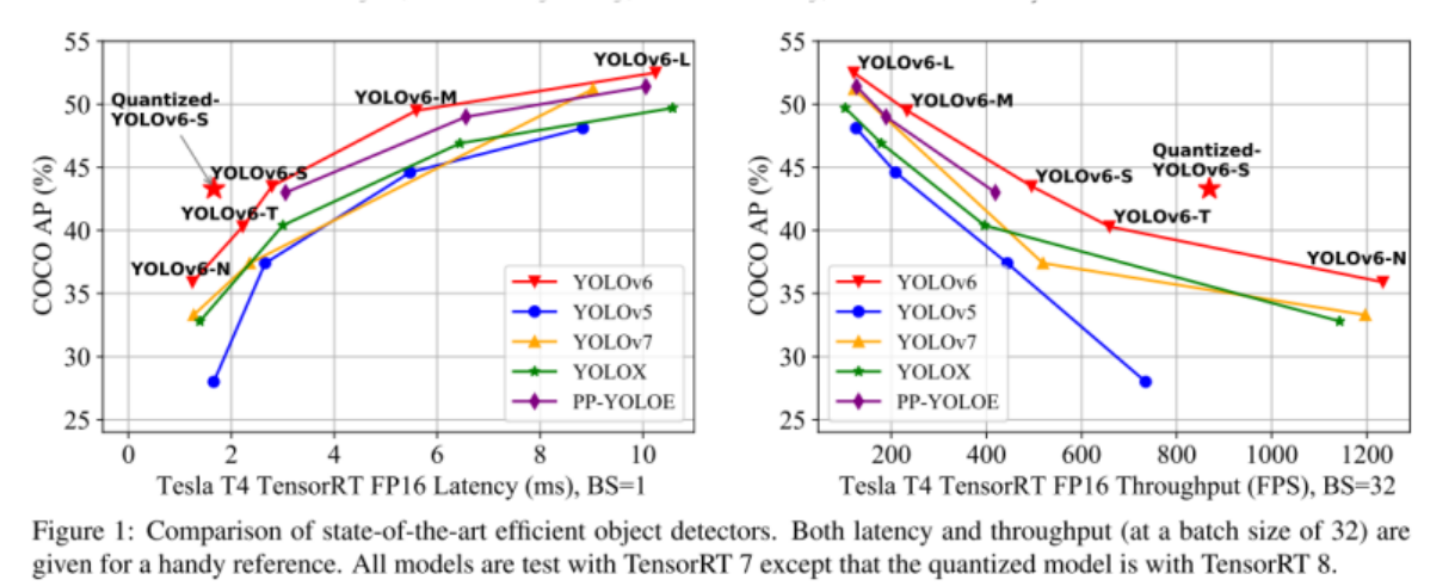 55
50
45
40
35
30
25
COCO AP (%)
Quantized-
YOLOv6-S
YOLOv6-L
YOLOv6-M
YOLOv6-S
YOLOv6-T
YOLOv6-N
YOLOv6
YOLOv5
YOLOv7
YOLOX
PP-YOLOE
0 2 4 6 8 10
Tesla T4 TensorRT FP16 Latency (ms), BS=1
55
50
45
40
35
30
25
COCO AP (%)
YOLOv6-L
YOLOv6-M
Quantized-
YOLOv6-S
YOLOv6-S
YOLOv6-T
YOLOv6-N
YOLOv6
YOLOv5
YOLOv7
YOLOX
PP-YOLOE
200 400 600 800 1000 1200
Tesla T4 TensorRT FP16 Throughput (FPS), BS=32
Figure 1: Comparison of state-of-the-art efficient object detectors. Both latency and throughput (at a batch size of 32) are
given for a handy reference. All models are test with TensorRT 7 except that the quantized model is with TensorRT 8.